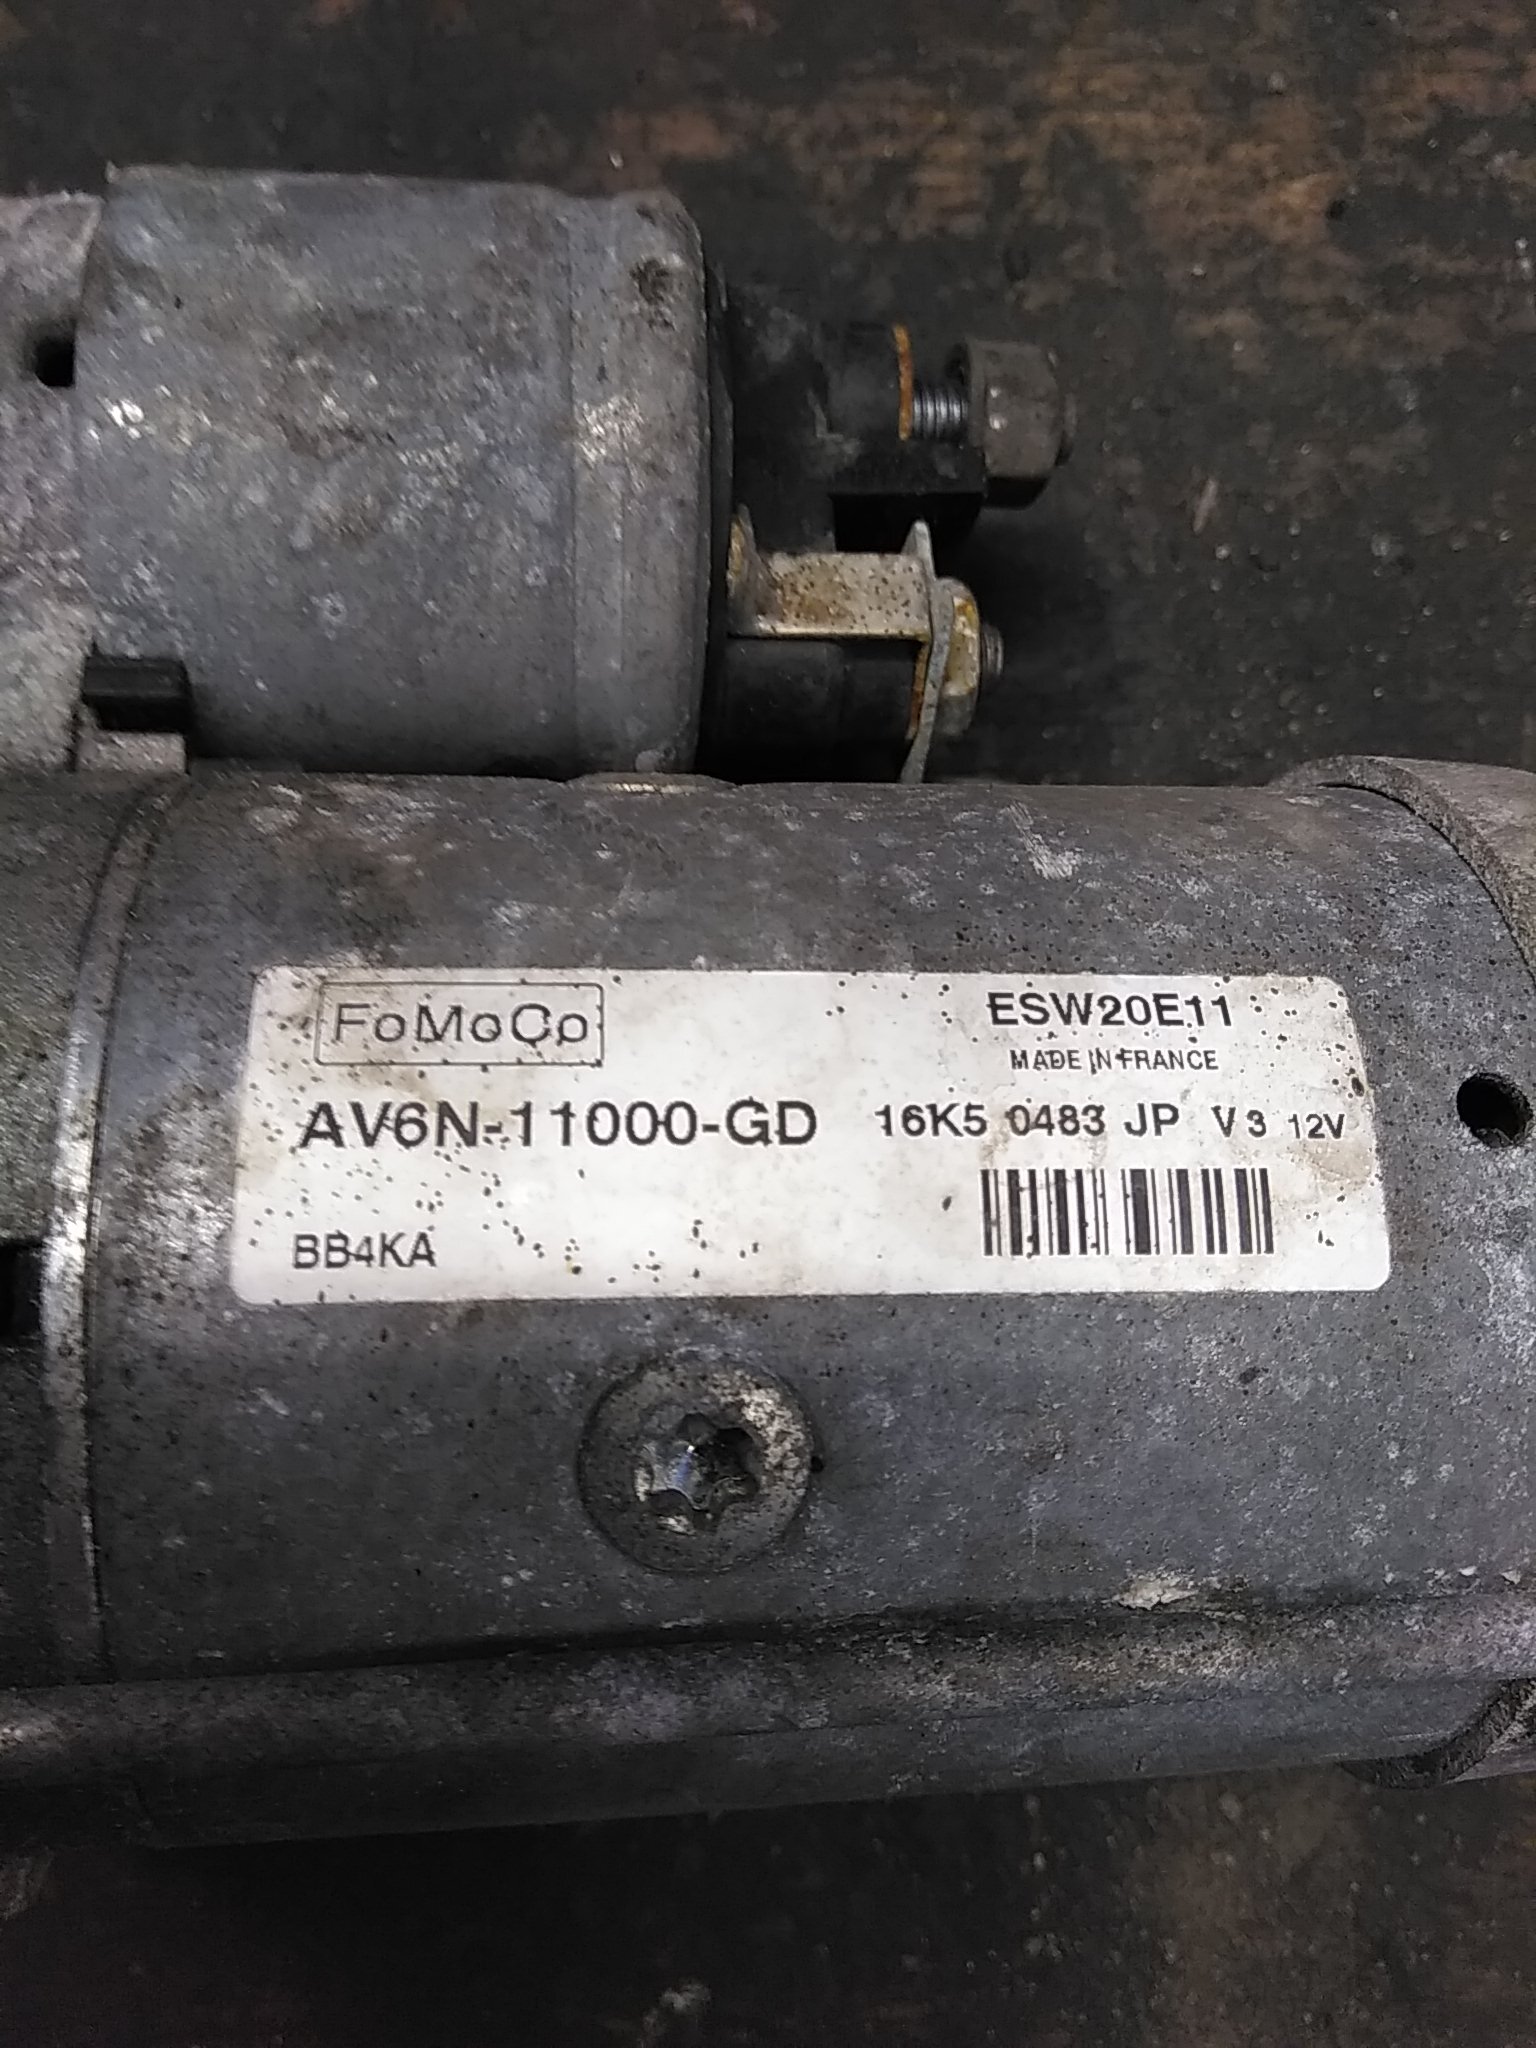 FoMoCo
ESW20E11
MADE IN FRANCE
AV6N-11000-GD 16K5 0483 JP V3 12V
BB4KA